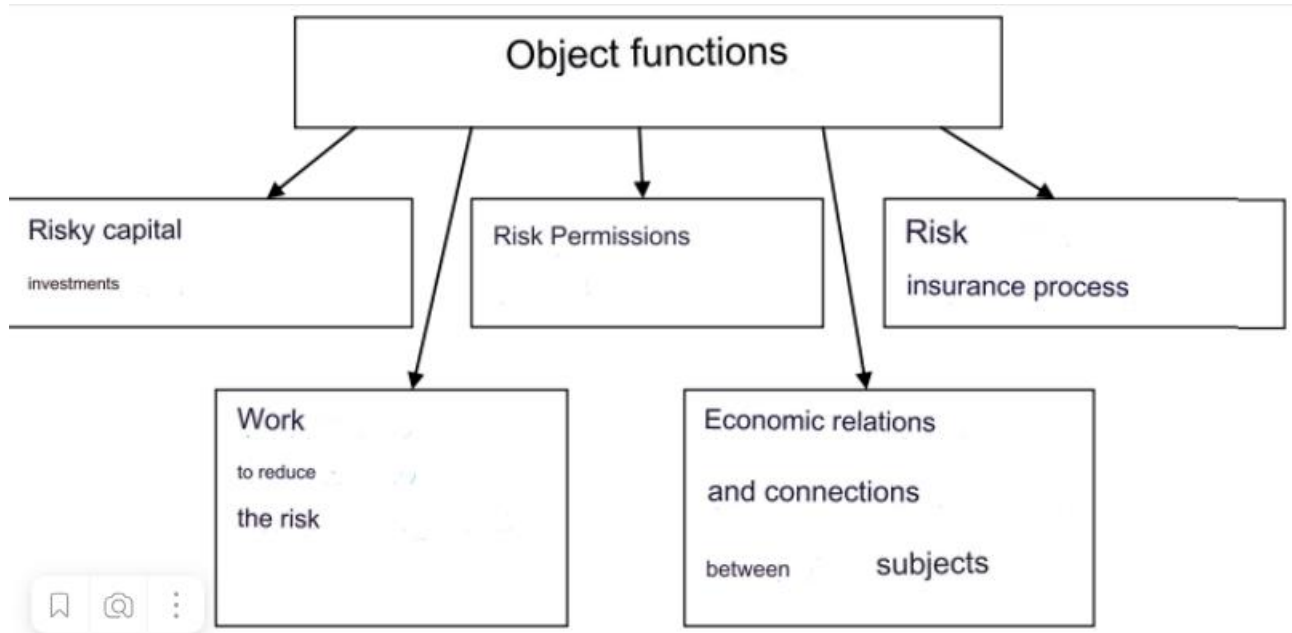 Object functions
Risky capital
investments
Risk Permissions
Risk
insurance process
Work
to reduce
the risk
Economic relations
and connections
between subjects